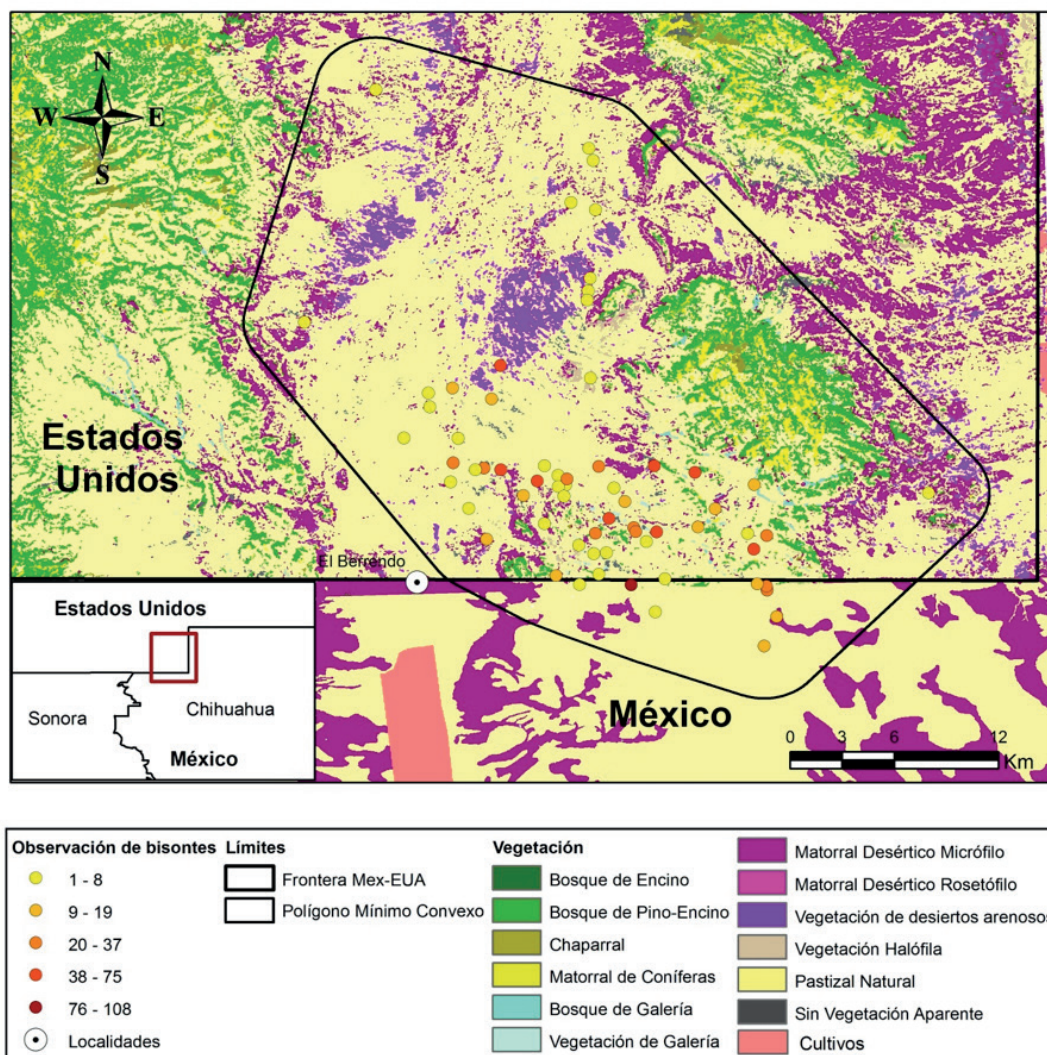 N
W E
S
Estados
Unidos
El Berrendo
Estados Unidos
Sonora
Chihuahua
México
México
0 3 6 12
Km
Observación de bisontes
1 - 8
9 - 19
20 - 37
38 - 75
76 - 108
Localidades
Límites
Frontera Mex-EUA
Polígono Mínimo Convexo
Vegetación
Bosque de Encino
Bosque de Pino-Encino
Chaparral
Matorral de Coníferas
Bosque de Galería
Vegetación de Galería
Matorral Desértico Micrófilo
Matorral Desértico Rosetófilo
Vegetación de desiertos arenosos
Vegetación Halófila
Pastizal Natural
Sin Vegetación Aparente
Cultivos